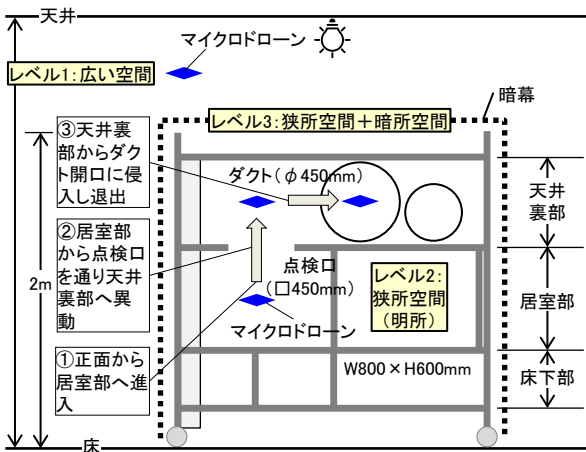 天井
マイクロドローン
レベル1:広い空間
暗幕
レベル3:狭所空間+暗所空間
③天井裏
部からダク
ト開口に侵
入し退出
ダクト(φ450mm)
天井
裏部
②居室部
から点検口
を通り天井
裏部へ異
動
2m
点検口
(□450mm)
レベル2:
狭所空間
(明所)
居室部
マイクロドローン
①正面から
居室部へ進
入
W800×H600mm
床下部
床